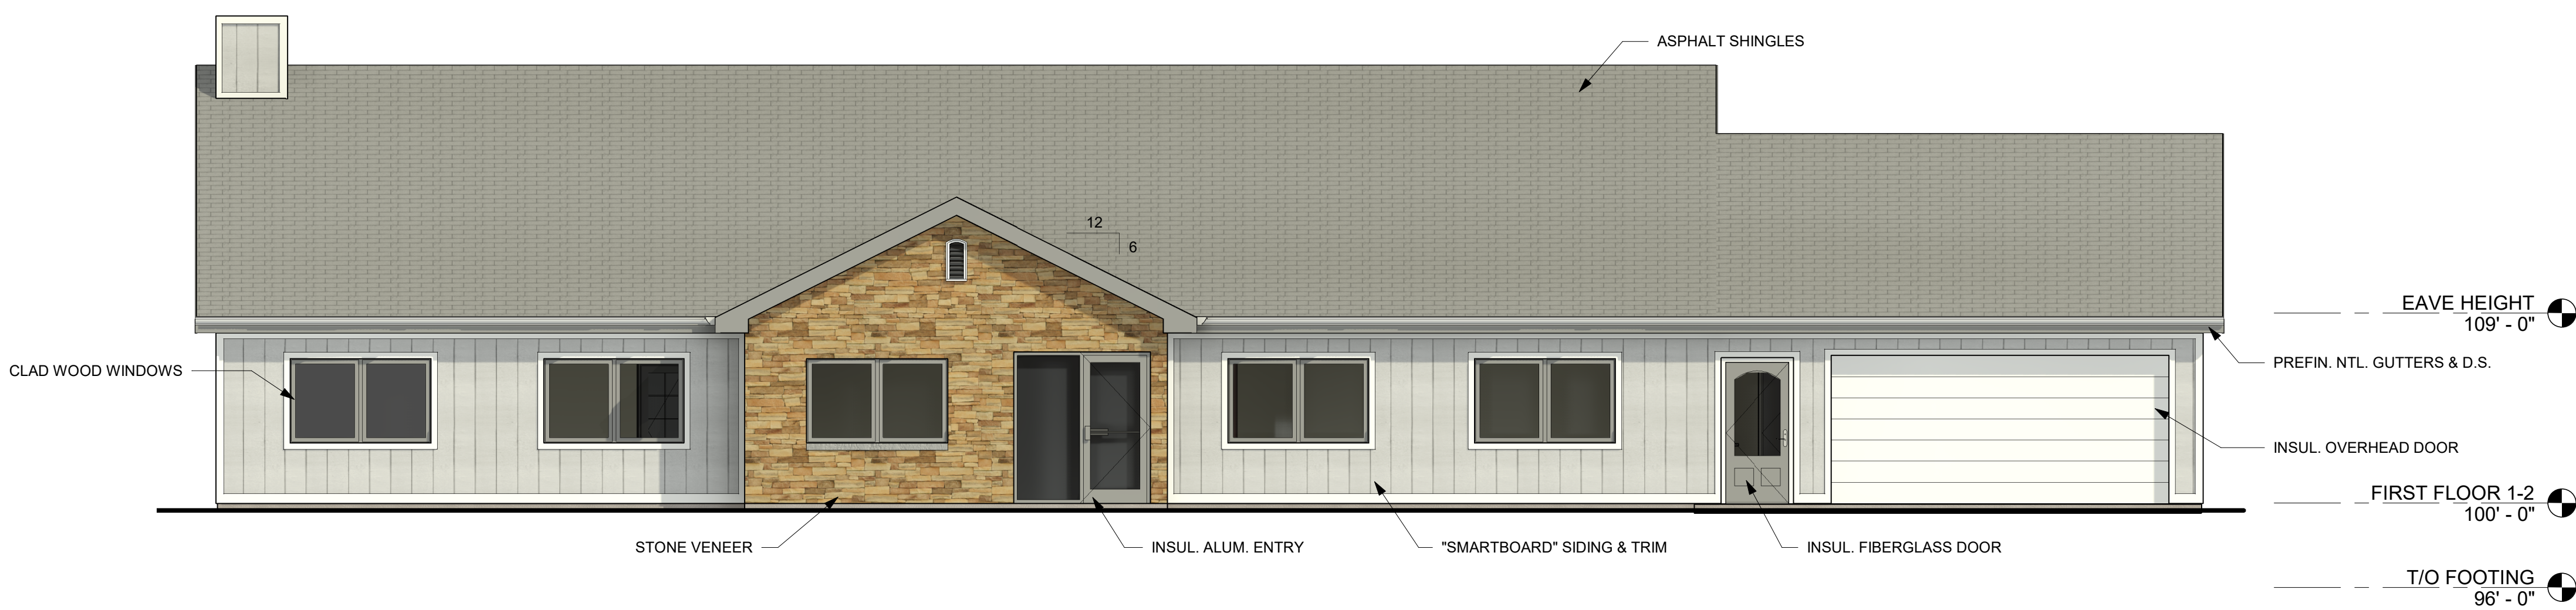 ASPHALT SHINGLES
12
6
EAVE HEIGHT
109' - 0"
PREFIN. NTL. GUTTERS & D.S.
CLAD WOOD WINDOWS
INSUL. OVERHEAD DOOR
FIRST FLOOR 1-2
100' - 0"
STONE VENEER
INSUL. ALUM. ENTRY
"SMARTBOARD" SIDING & TRIM
INSUL. FIBERGLASS DOOR
T/O FOOTING
96' - 0"